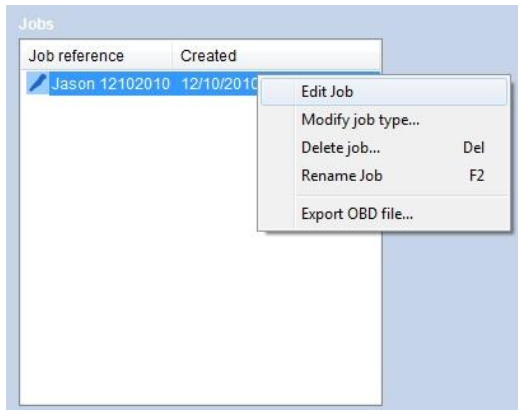 Jobs
Job reference Created
Jason 12102010 12/10/2010
Edit Job
Modify job type...
Delete job... Del
Rename Job F2
Export OBD file...